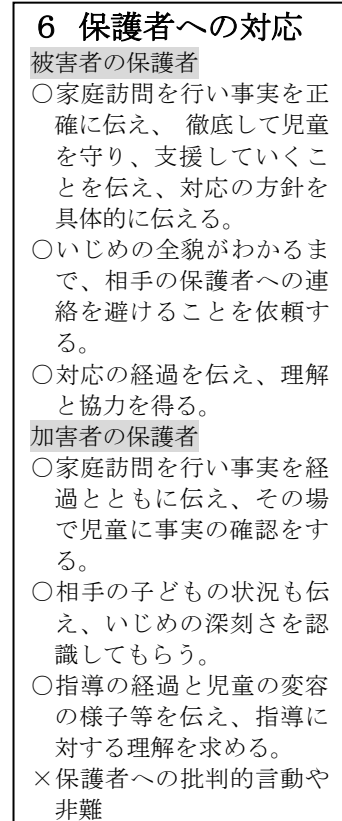 6 保護者への対応
被害者の保護者
○家庭訪問を行い事実を正
確に伝え、 徹底して児童
を守り、支援していくこ
とを伝え、対応の方針を
具体的に伝える。
○いじめの全貌がわかるま
で、相手の保護者への連
絡を避けることを依頼す
る。
○対応の経過を伝え、理解
と協力を得る。
加害者の保護者
○家庭訪問を行い事実を経
過とともに伝え、その場
で児童に事実の確認をす
る。
○相手の子どもの状況も伝
え、いじめの深刻さを認
識してもらう。
○指導の経過と児童の変容
の様子等を伝え、指導に
対する理解を求める。
×保護者への批判的言動や
非難